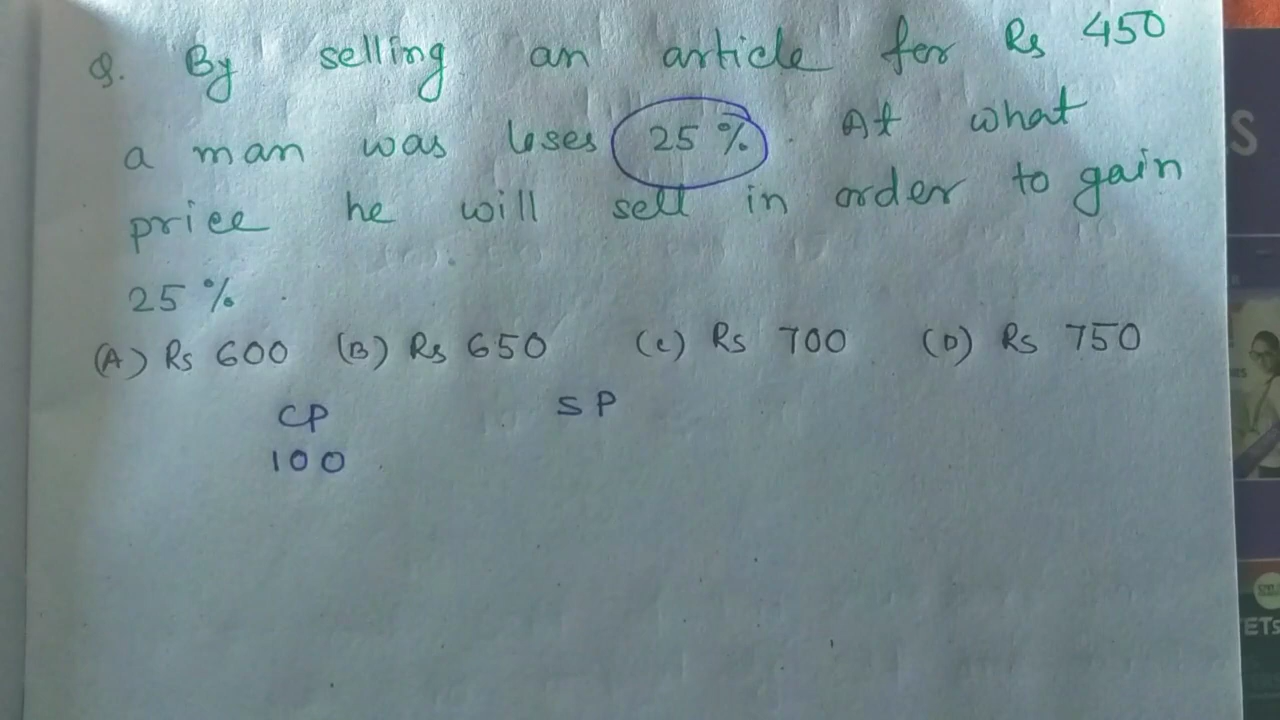 Q. By selling an article for Rs 450
a man was loses 25 %. At what
price he will sell in order to gain
25 %.
(A) Rs 600 (B) Rs 650 (C) Rs 700 (D) Rs 750
CP SP
100
S
ETs